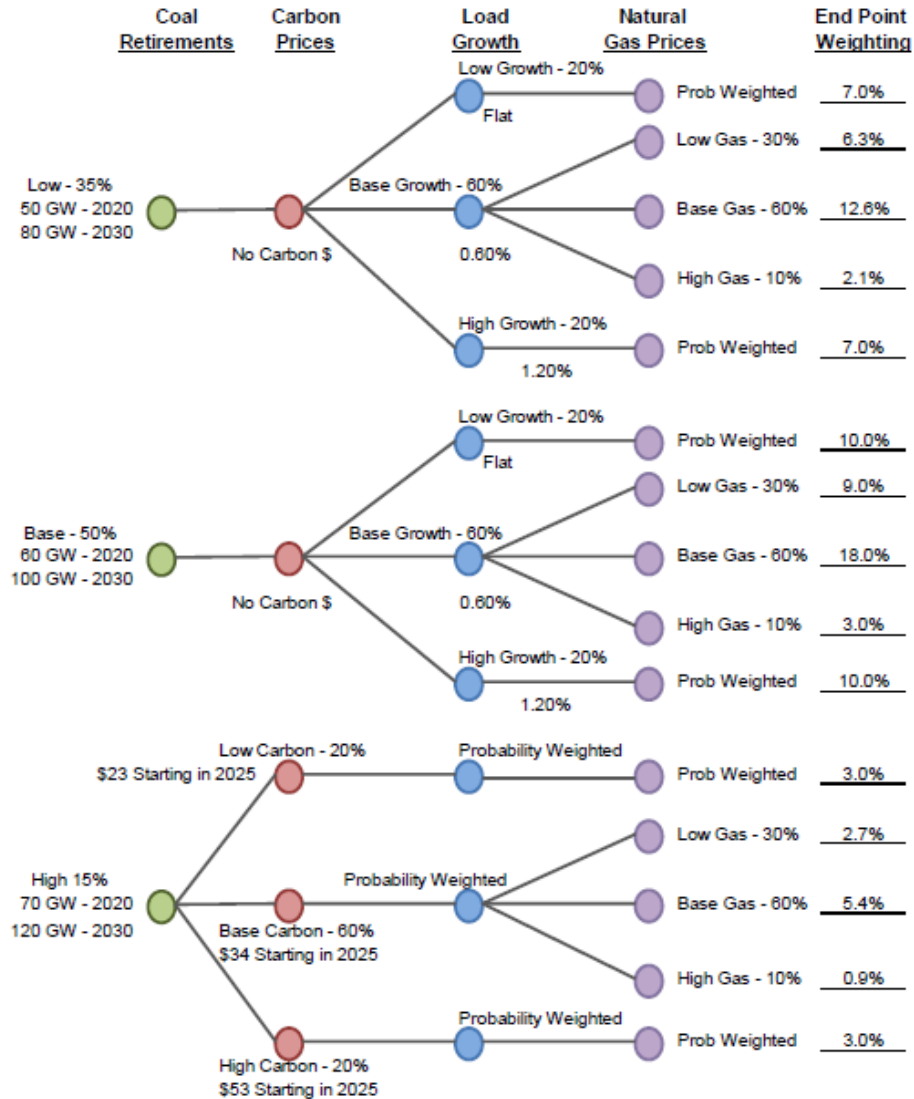 Coal Retirements
Carbon Prices
Load Growth
Natural Gas Prices
End Point Weighting
Low - 35%
50 GW - 2020
80 GW - 2030
No Carbon $
Low Growth - 20%
Flat
Prob Weighted 7.0%
Base Growth - 60%
0.60%
Low Gas - 30% 6.3%
Base Gas - 60% 12.6%
High Gas - 10% 2.1%
High Growth - 20%
1.20%
Prob Weighted 7.0%
Base - 50%
60 GW - 2020
100 GW - 2030
No Carbon $
Low Growth - 20%
Flat
Prob Weighted 10.0%
Base Growth - 60%
0.60%
Low Gas - 30% 9.0%
Base Gas - 60% 18.0%
High Gas - 10% 3.0%
High Growth - 20%
1.20%
Prob Weighted 10.0%
High 15%
70 GW - 2020
120 GW - 2030
Low Carbon - 20%
$23 Starting in 2025
Probability Weighted
Prob Weighted 3.0%
Base Carbon - 60%
$34 Starting in 2025
Probability Weighted
Low Gas - 30% 2.7%
Base Gas - 60% 5.4%
High Gas - 10% 0.9%
High Carbon - 20%
$53 Starting in 2025
Probability Weighted
Prob Weighted 3.0%